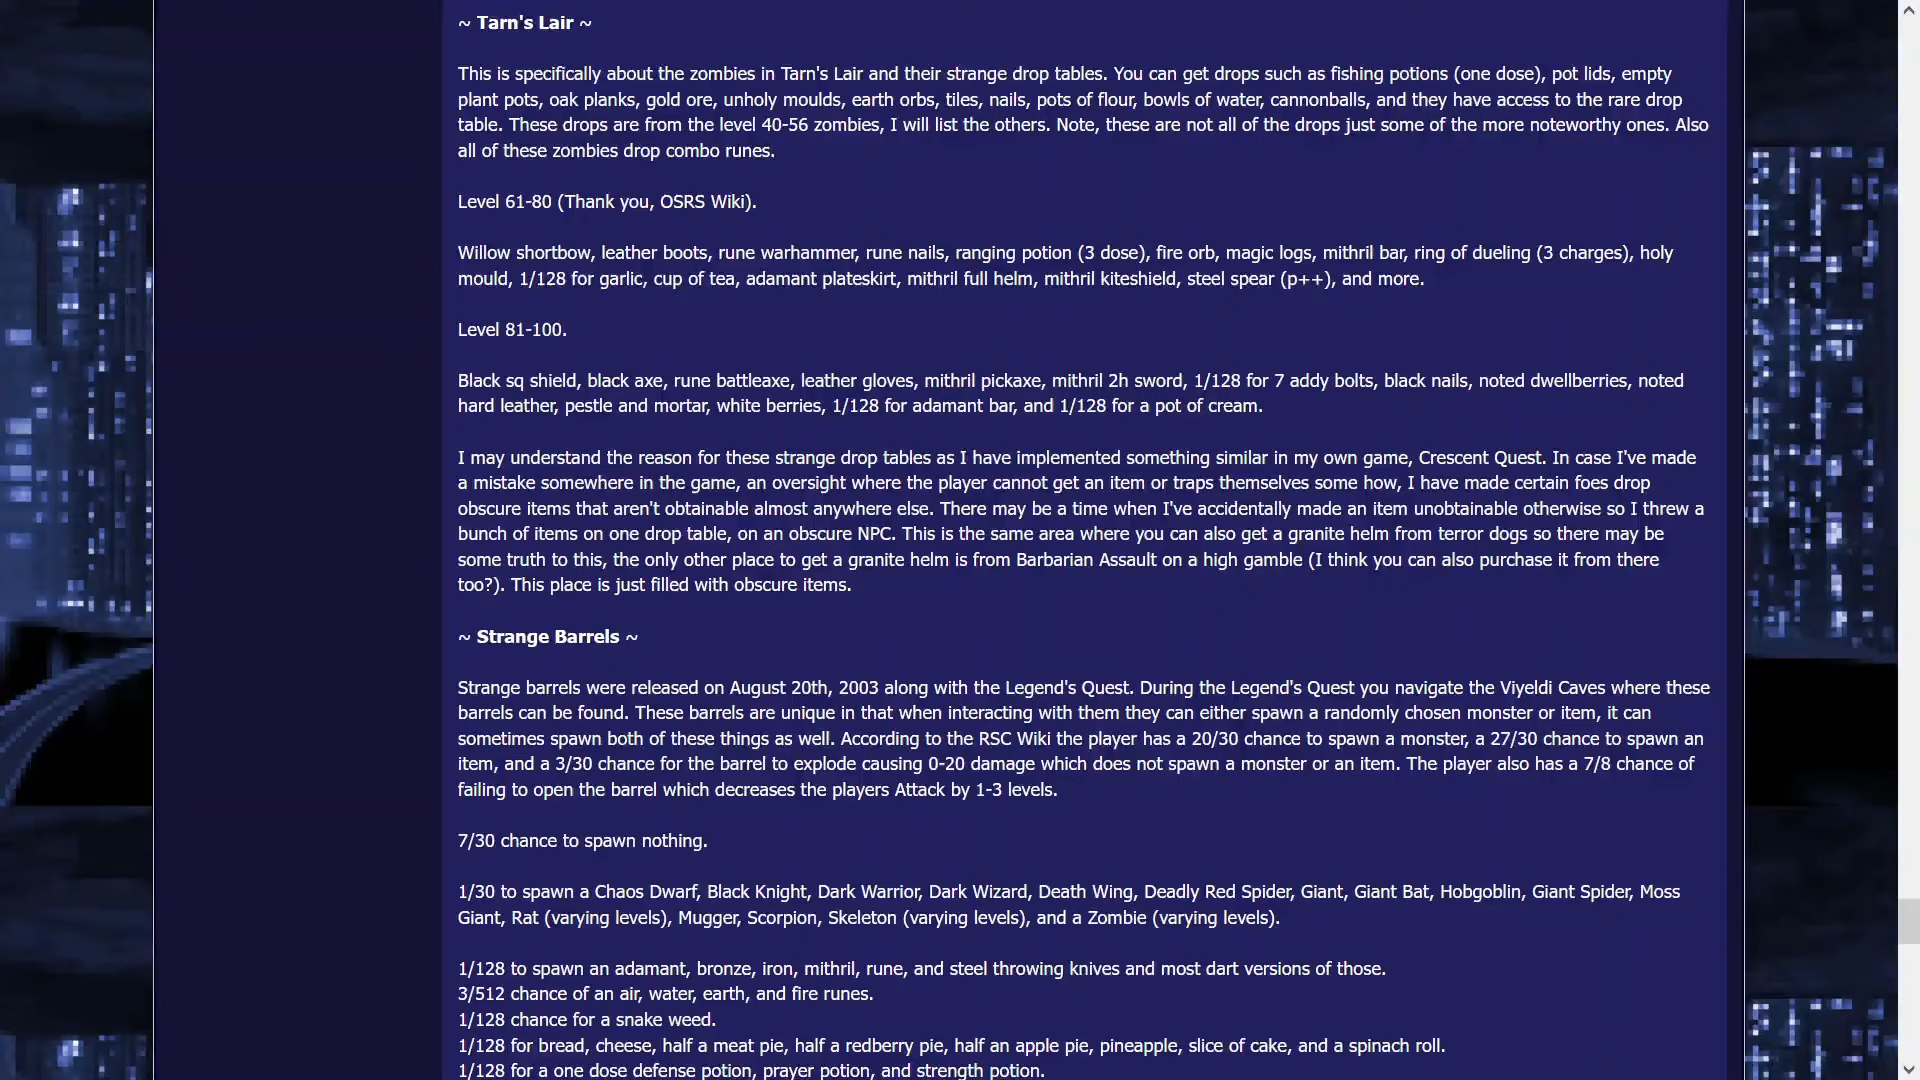 ~ Tarn's Lair ~
This is specifically about the zombies in Tarn's Lair and their strange drop tables. You can get drops such as fishing potions (one dose), pot lids, empty
plant pots, oak planks, gold ore, unholy moulds, earth orbs, tiles, nails, pots of flour, bowls of water, cannonballs, and they have access to the rare drop
table. These drops are from the level 40-56 zombies, I will list the others. Note, these are not all of the drops just some of the more noteworthy ones. Also
all of these zombies drop combo runes.
Level 61-80 (Thank you, OSRS Wiki).
Willow shortbow, leather boots, rune warhammer, rune nails, ranging potion (3 dose), fire orb, magic logs, mithril bar, ring of dueling (3 charges), holy
mould, 1/128 for garlic, cup of tea, adamant plateskirt, mithril full helm, mithril kiteshield, steel spear (p++), and more.
Level 81-100.
Black sq shield, black axe, rune battleaxe, leather gloves, mithril pickaxe, mithril 2h sword, 1/128 for 7 addy bolts, black nails, noted dwellberries, noted
hard leather, pestle and mortar, white berries, 1/128 for adamant bar, and 1/128 for a pot of cream.
I may understand the reason for these strange drop tables as I have implemented something similar in my own game, Crescent Quest. In case I've made
a mistake somewhere in the game, an oversight where the player cannot get an item or traps themselves some how, I have made certain foes drop
obscure items that aren't obtainable almost anywhere else. There may be a time when I've accidentally made an item unobtainable otherwise so I threw a
bunch of items on one drop table, on an obscure NPC. This is the same area where you can also get a granite helm from terror dogs so there may be
some truth to this, the only other place to get a granite helm is from Barbarian Assault on a high gamble (I think you can also purchase it from there
too?). This place is just filled with obscure items.
~ Strange Barrels ~
Strange barrels were released on August 20th, 2003 along with the Legend's Quest. During the Legend's Quest you navigate the Viyeldi Caves where these
barrels can be found. These barrels are unique in that when interacting with them they can either spawn a randomly chosen monster or item, it can
sometimes spawn both of these things as well. According to the RSC Wiki the player has a 20/30 chance to spawn a monster, a 27/30 chance to spawn an
item, and a 3/30 chance for the barrel to explode causing 0-20 damage which does not spawn a monster or an item. The player also has a 7/8 chance of
failing to open the barrel which decreases the players Attack by 1-3 levels.
7/30 chance to spawn nothing.
1/30 to spawn a Chaos Dwarf, Black Knight, Dark Warrior, Dark Wizard, Death Wing, Deadly Red Spider, Giant, Giant Bat, Hobgoblin, Giant Spider, Moss
Giant, Rat (varying levels), Mugger, Scorpion, Skeleton (varying levels), and a Zombie (varying levels).
1/128 to spawn an adamant, bronze, iron, mithril, rune, and steel throwing knives and most dart versions of those.
3/512 chance of an air, water, earth, and fire runes.
1/128 chance for a snake weed.
1/128 for bread, cheese, half a meat pie, half a redberry pie, half an apple pie, pineapple, slice of cake, and a spinach roll.
1/128 for a one dose defense potion, prayer potion, and strength potion.